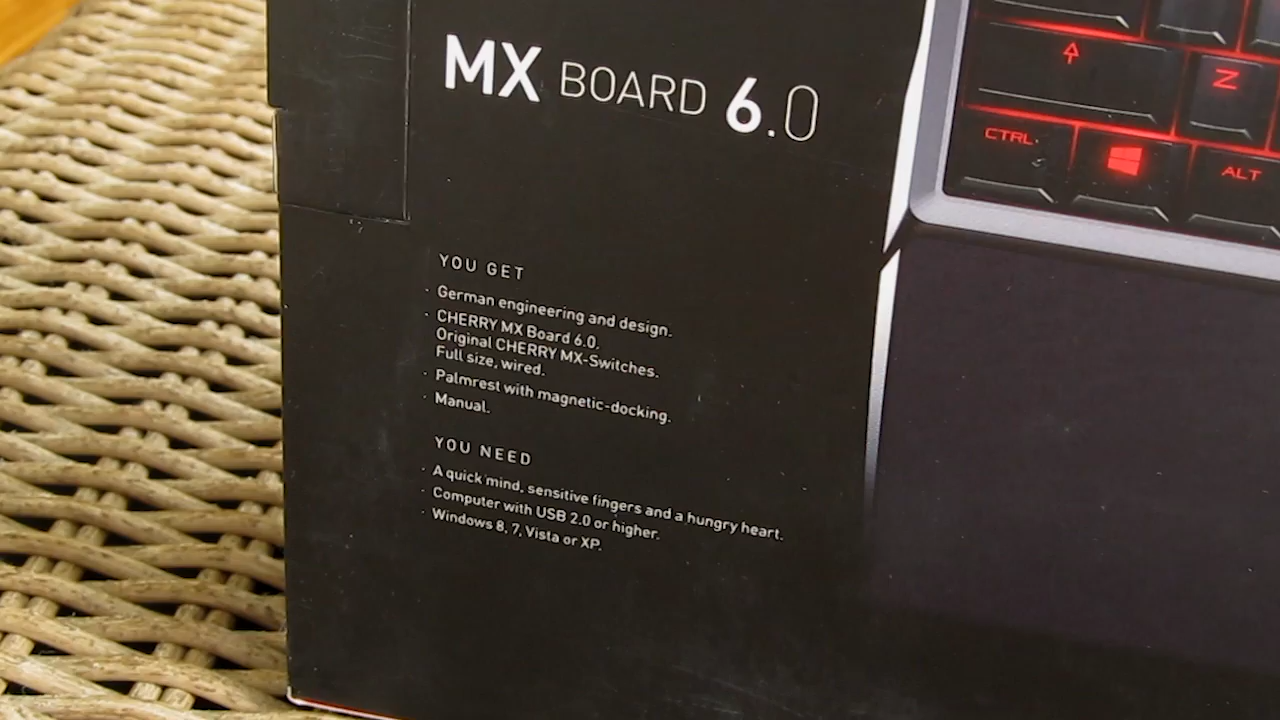 MX BOARD 6.0
YOU GET
· German engineering and design.
· CHERRY MX Board 6.0.
Original CHERRY MX-Switches.
Full size, wired.
· Palmrest with magnetic-docking.
· Manual.
YOU NEED
· A quick mind, sensitive fingers and a hungry heart.
· Computer with USB 2.0 or higher.
· Windows 8, 7, Vista or XP.
Z
CTRL
ALT